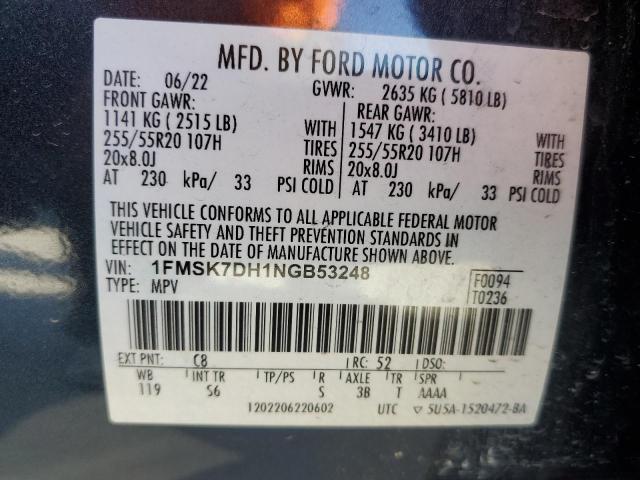 MFD. BY FORD MOTOR CO.
DATE: 06/22 GVWR: 2635 KG ( 5810 LB)
FRONT GAWR: REAR GAWR:
1141 KG ( 2515 LB) WITH 1547 KG ( 3410 LB) WITH
255/55R20 107H TIRES 255/55R20 107H TIRES
20x8.0J RIMS 20x8.0J RIMS
AT 230 kPa/ 33 PSI COLD AT 230 kPa/ 33 PSI COLD
THIS VEHICLE CONFORMS TO ALL APPLICABLE FEDERAL MOTOR
VEHICLE SAFETY AND THEFT PREVENTION STANDARDS IN
EFFECT ON THE DATE OF MANUFACTURE SHOWN ABOVE.
VIN: 1FMSK7DH1NGB53248 F0094
TYPE: MPV T0236
EXT PNT: C8 RC: 52 DSO:
WB INT TR TP/PS R AXLE TR SPR
119 S6 S 3B T AAAA
1202206220602 UTC ▽ 5U5A-1520472-BA